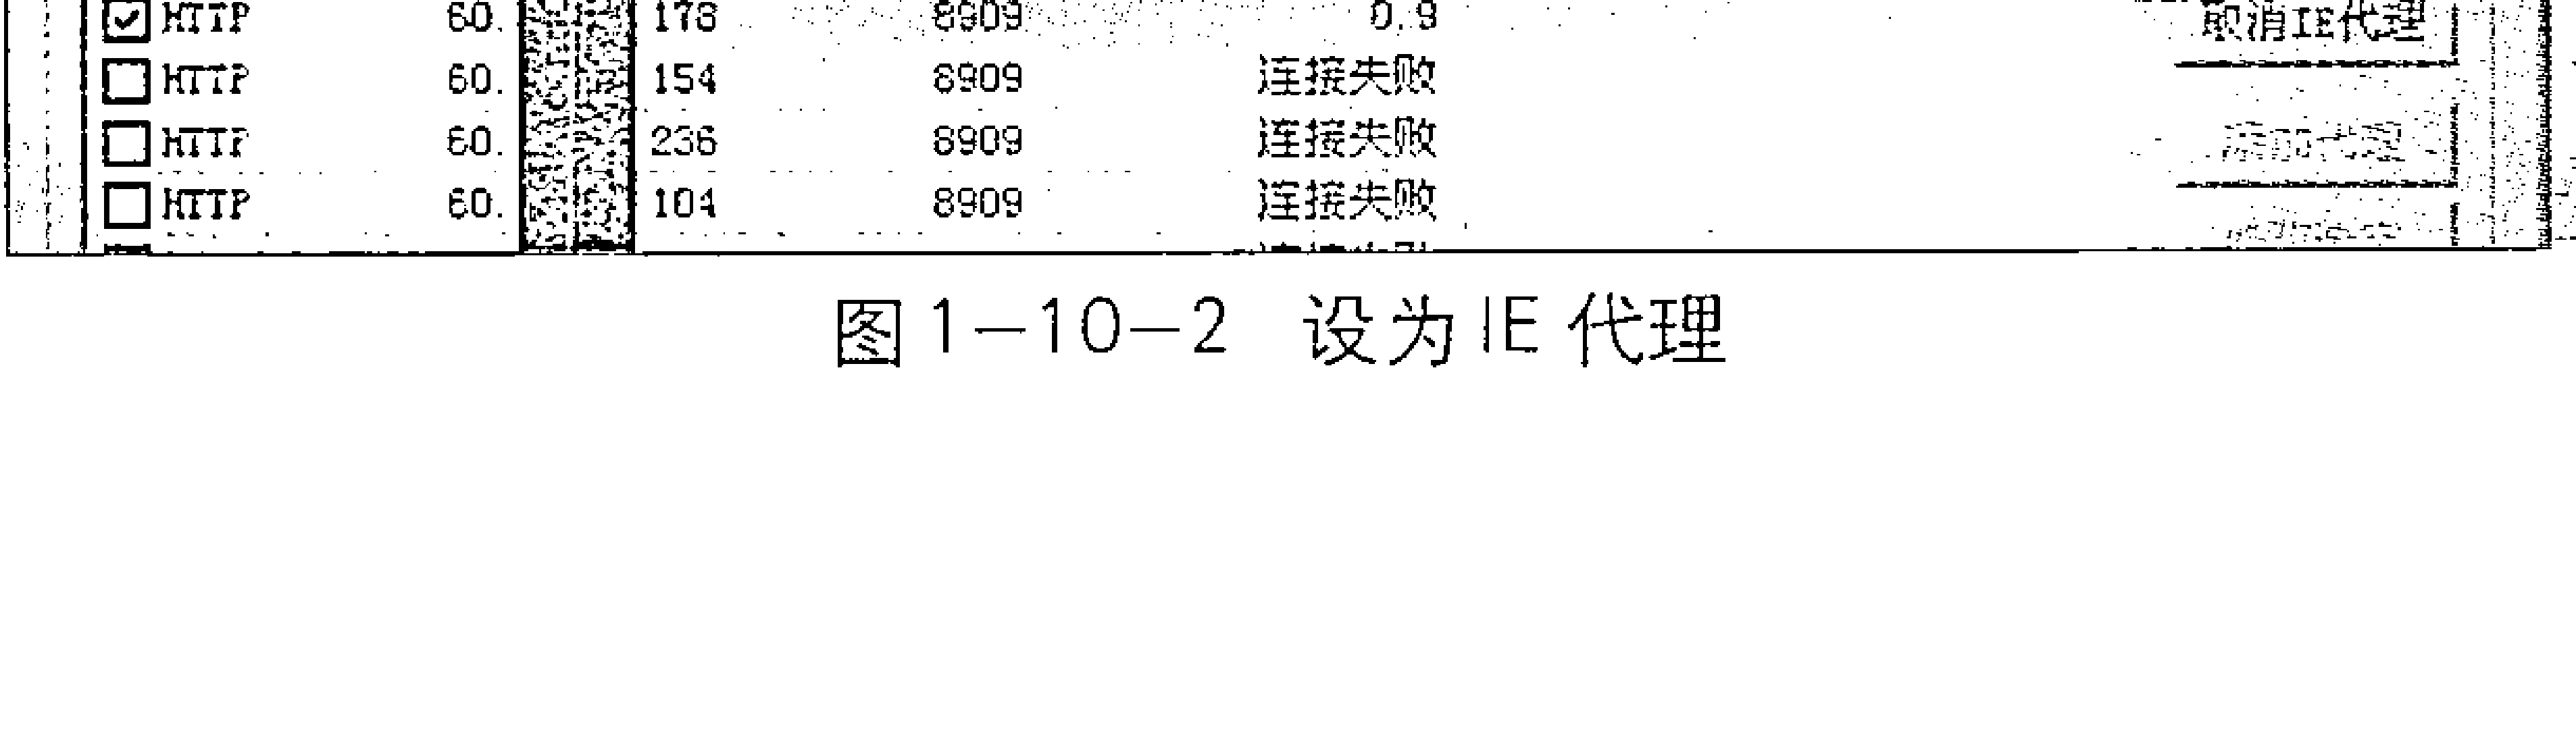 HTTP 60. 178 8909 0.9 取消IE代理
HTTP 60. 154 8909 连接失败
HTTP 60. 236 8909 连接失败
HTTP 60. 104 8909 连接失败
图1-10-2 设为IE代理